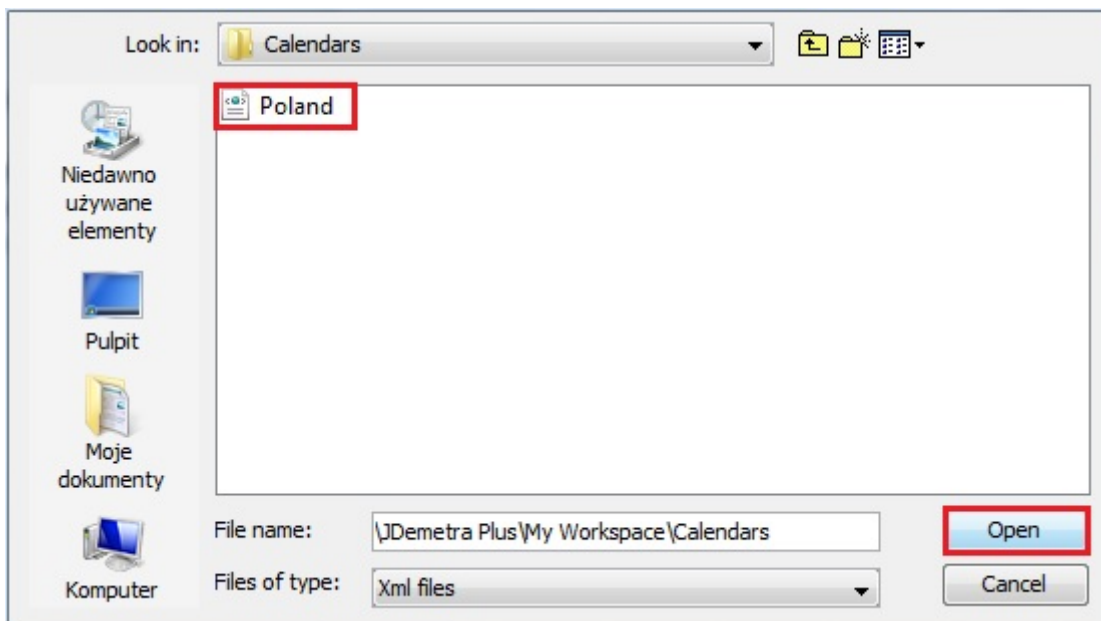 Look in:
Calendars
Poland
Niedawno
używane
elementy
Pulpit
Moje
dokumenty
Komputer
File name:
\JDemetra Plus\My Workspace\Calendars
Open
Files of type:
Xml files
Cancel